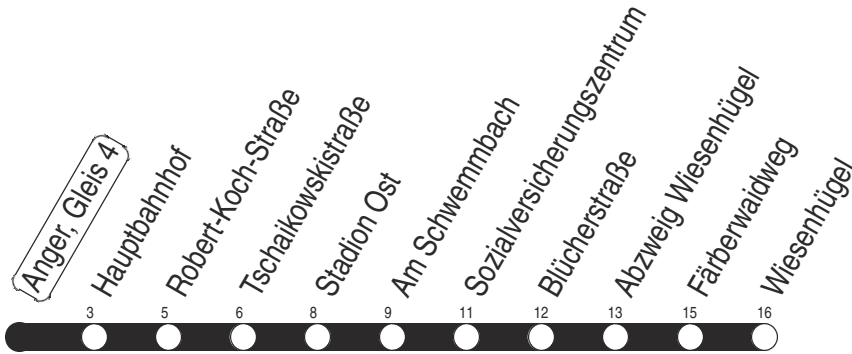 Anger, Gleis 4
Hauptbahnhof
Robert-Koch-Straße
Tschaikowskistraße
Stadion Ost
Am Schwemmbach
Sozialversicherungszentrum
Blücherstraße
Abzweig Wiesenhügel
Färberwaidweg
Wiesenhügel
3 5 6 8 9 11 12 13 15 16